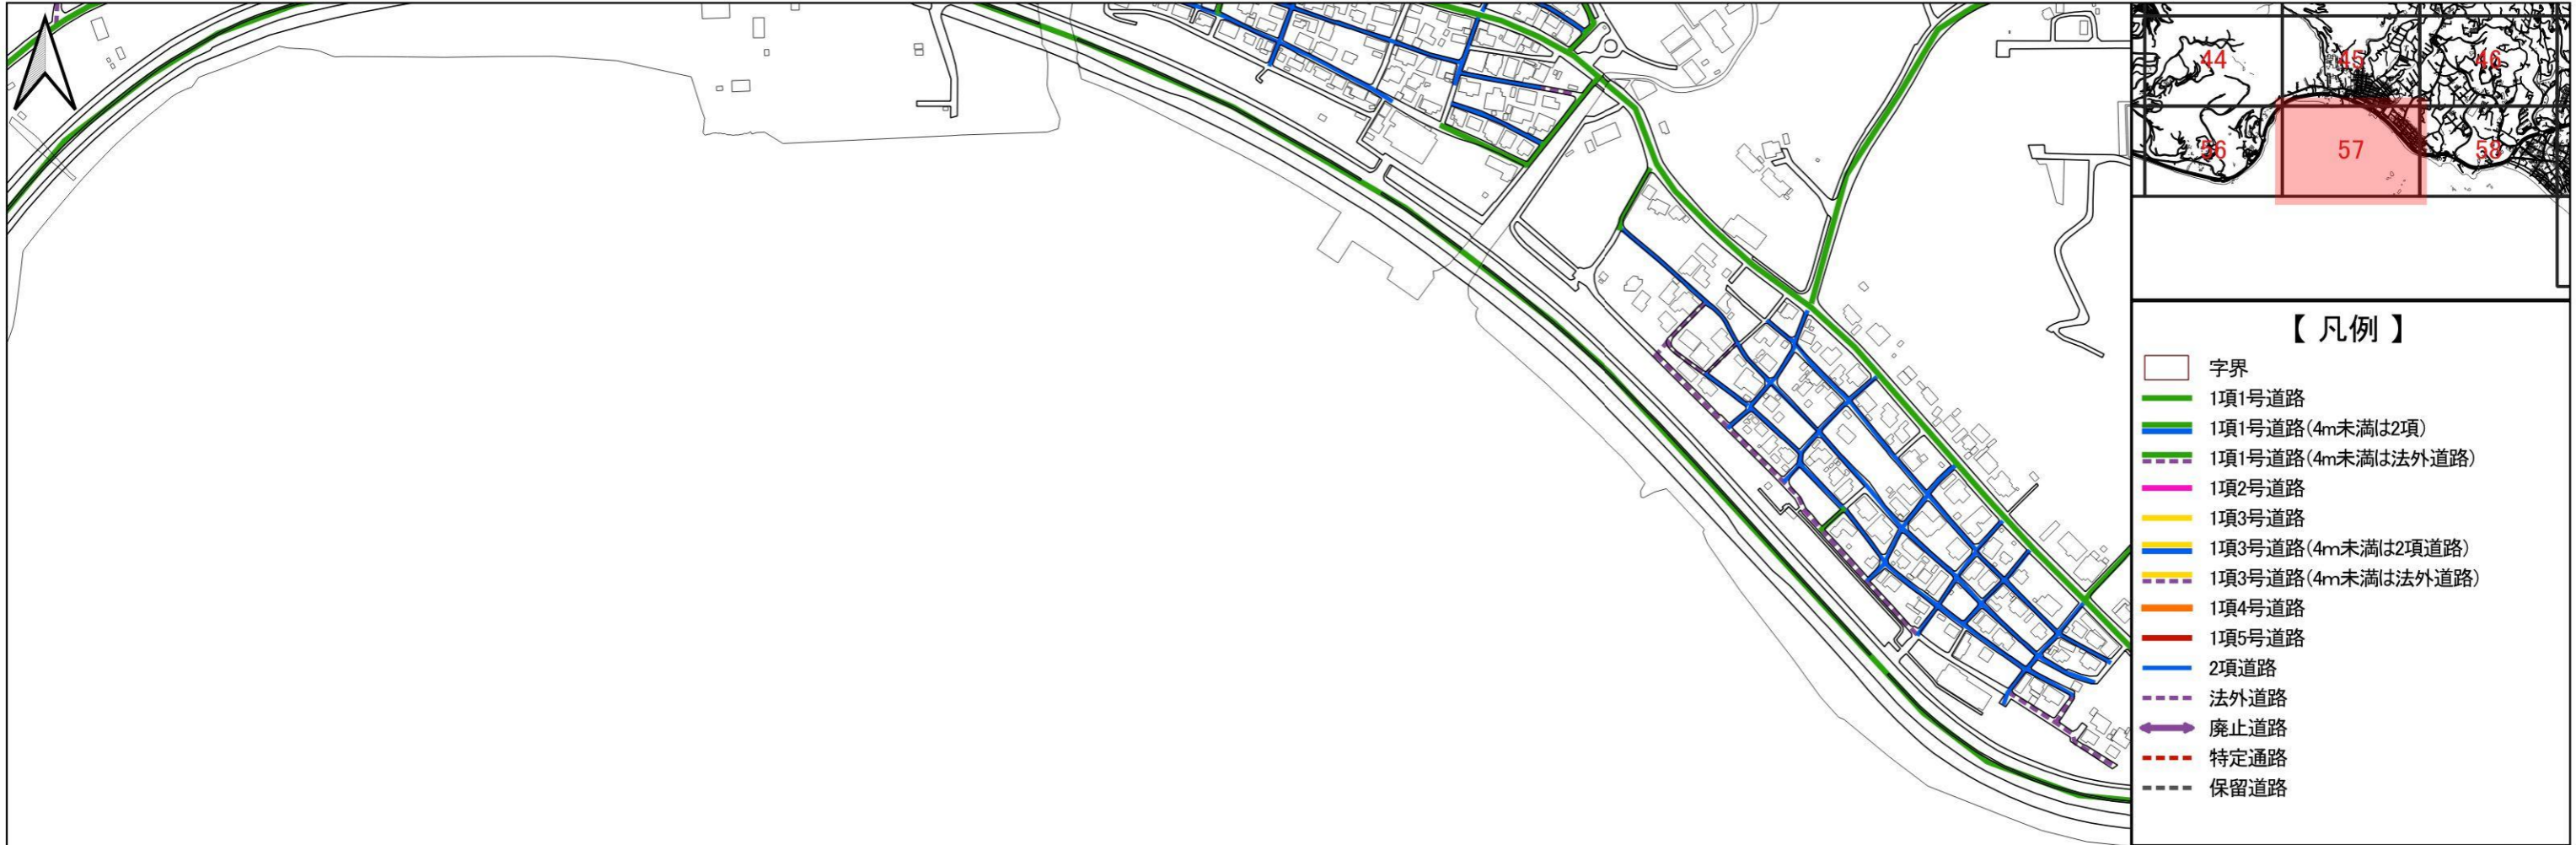 44
45
46
56
57
58
【 凡例 】
字界
1項1号道路
1項1号道路(4m未満は2項)
1項1号道路(4m未満は法外道路)
1項2号道路
1項3号道路
1項3号道路(4m未満は2項道路)
1項3号道路(4m未満は法外道路)
1項4号道路
1項5号道路
2項道路
法外道路
廃止道路
特定通路
保留道路